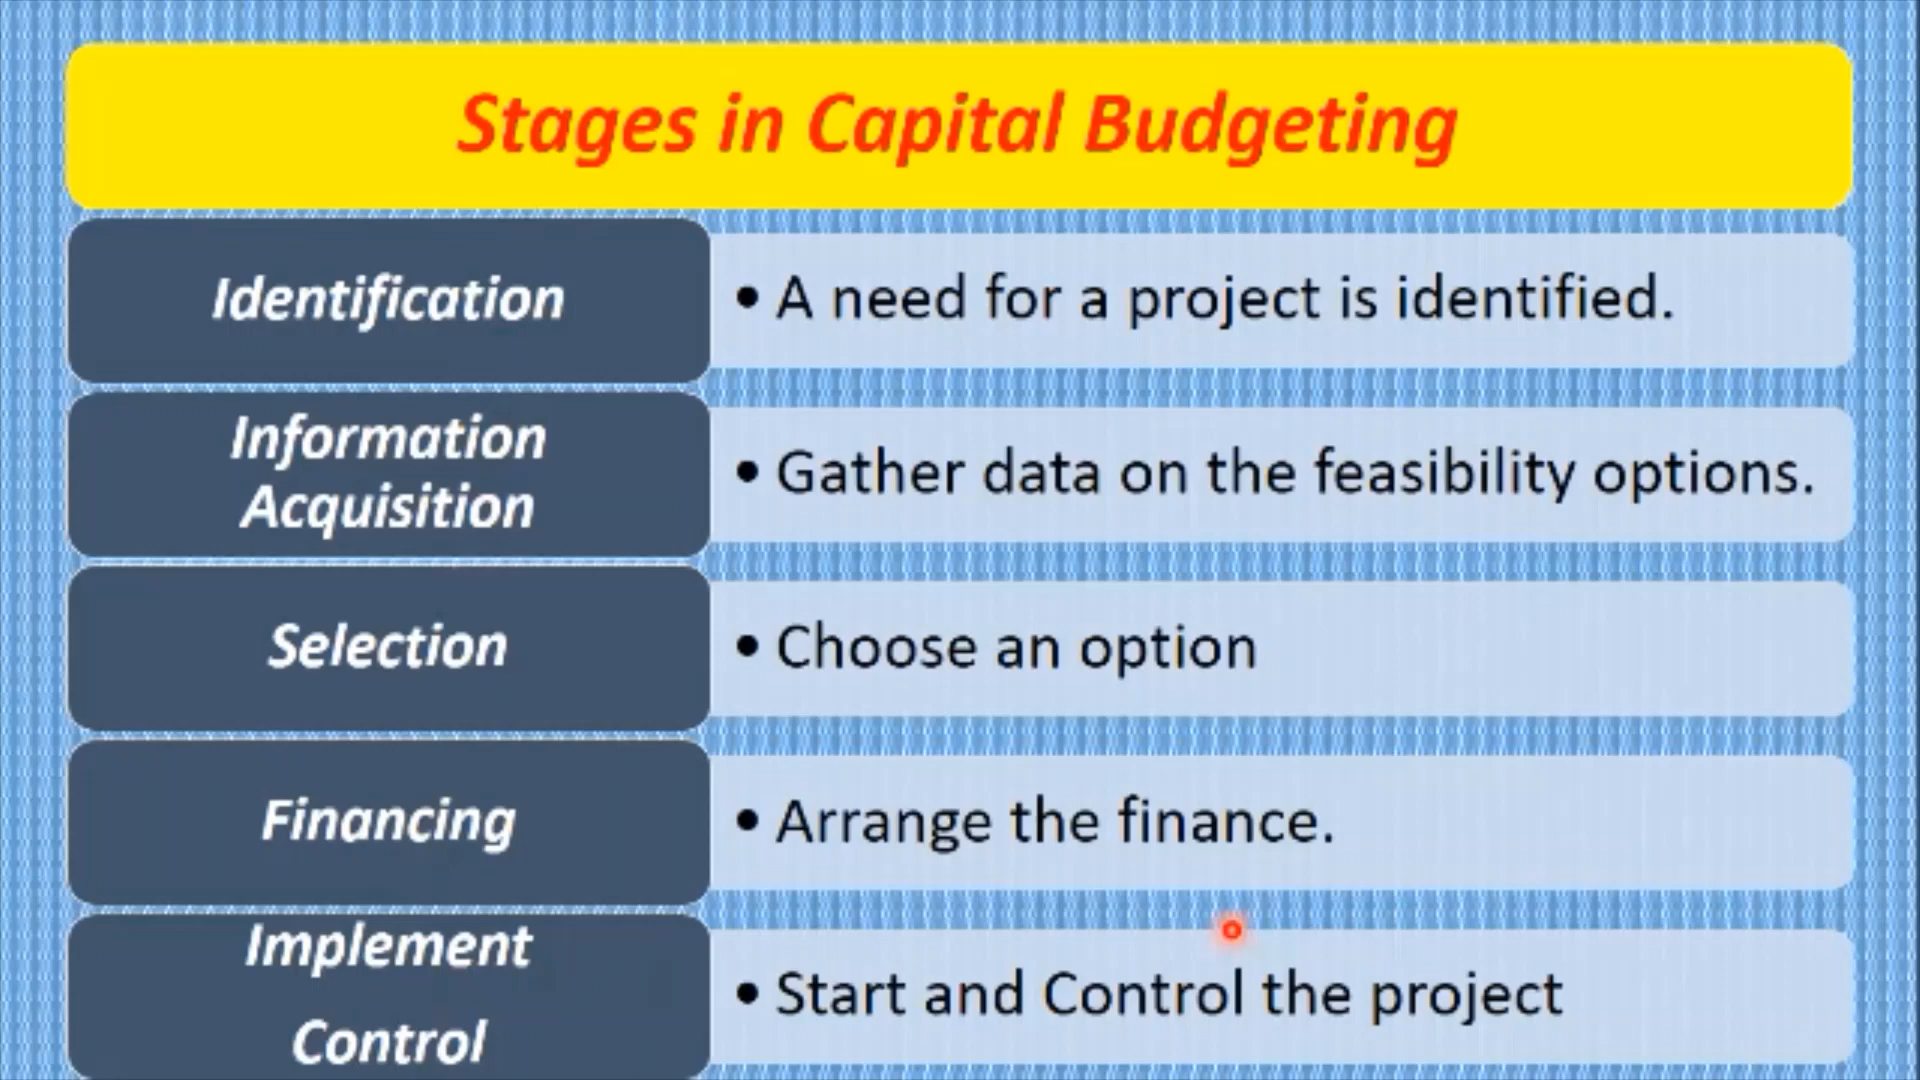 Stages in Capital Budgeting
Identification
• A need for a project is identified.
Information
Acquisition
• Gather data on the feasibility options.
Selection
• Choose an option
Financing
• Arrange the finance.
Implement
Control
• Start and Control the project